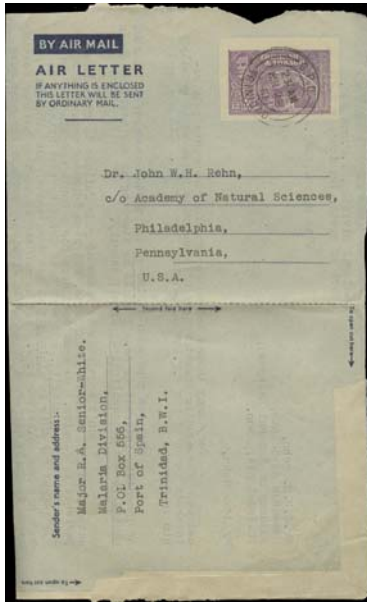 BY AIR MAIL
AIR LETTER
IF ANYTHING IS ENCLOSED
THIS LETTER WILL BE SENT
BY ORDINARY MAIL.
Dr. John W.H. Rehn,
c/o Academy of Natural Sciences,
Philadelphia,
Pennsylvania,
U.S.A.
Second fold here
To open cut here
Sender's name and address:-
Major R.A. Senior-White.
Malaria Division,
P.OL Box 556,
Port of Spain,
Trinidad, B.W.I.
To open cut here